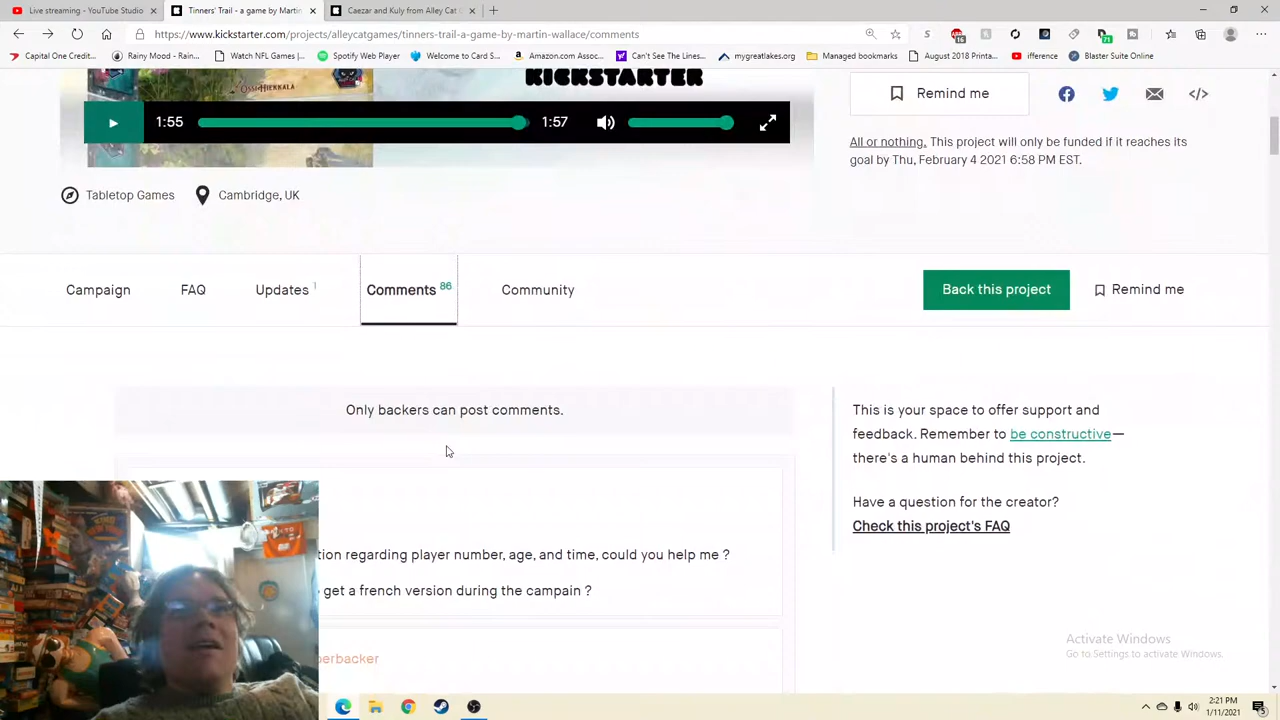 Live streaming - YouTube Studio
Tinners' Trail - a game by Martin
Caezar and Kuly from Alley Cat
https://www.kickstarter.com/projects/alleycatgames/tinners-trail-a-game-by-martin-wallace/comments
Capital One Credit...
Rainy Mood - Rain...
Watch NFL Games |...
Spotify Web Player
Welcome to Card S...
Amazon.com Assoc...
Can't See The Lines...
mygreatlakes.org
Managed bookmarks
August 2018 Parta...
ifference
Blaster Suite Online
OSSI HIEKKALA
KICKSTARTER
1:55
1:57
Remind me
All or nothing. This project will only be funded if it reaches its
goal by Thu, February 4 2021 6:58 PM EST.
Tabletop Games
Cambridge, UK
Campaign
FAQ
Updates 1
Comments 86
Community
Back this project
Remind me
Only backers can post comments.
This is your space to offer support and
feedback. Remember to be constructive—
there's a human behind this project.
Have a question for the creator?
Check this project's FAQ
tion regarding player number, age, and time, could you help me ?
get a french version during the campain ?
perbacker
Activate Windows
Go to Settings to activate Windows.
2:21 PM
1/11/2021